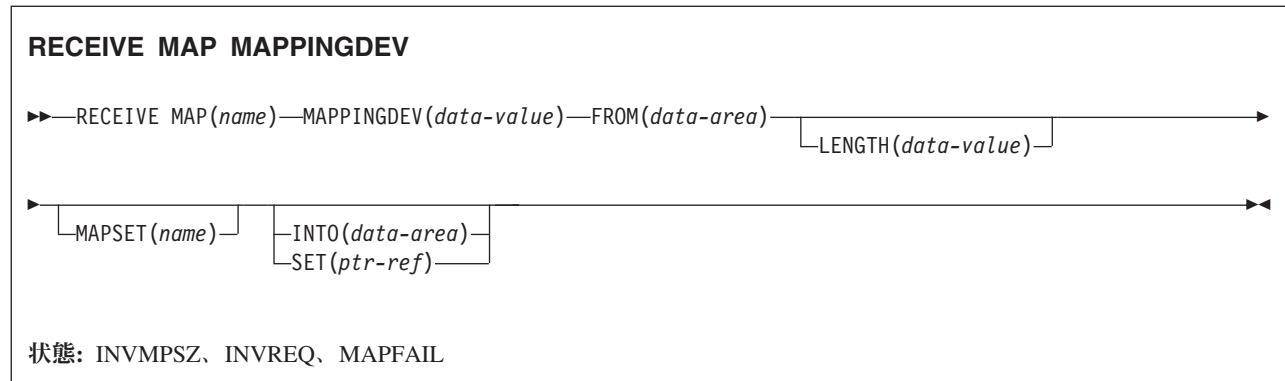 RECEIVE MAP MAPPINGDEV
RECEIVE MAP(name) MAPPINGDEV(data-value) FROM(data-area)
LENGTH(data-value)
MAPSET(name) INTO(data-area)
SET(ptr-ref)
状態: INVMPSZ、INVREQ、MAPFAIL